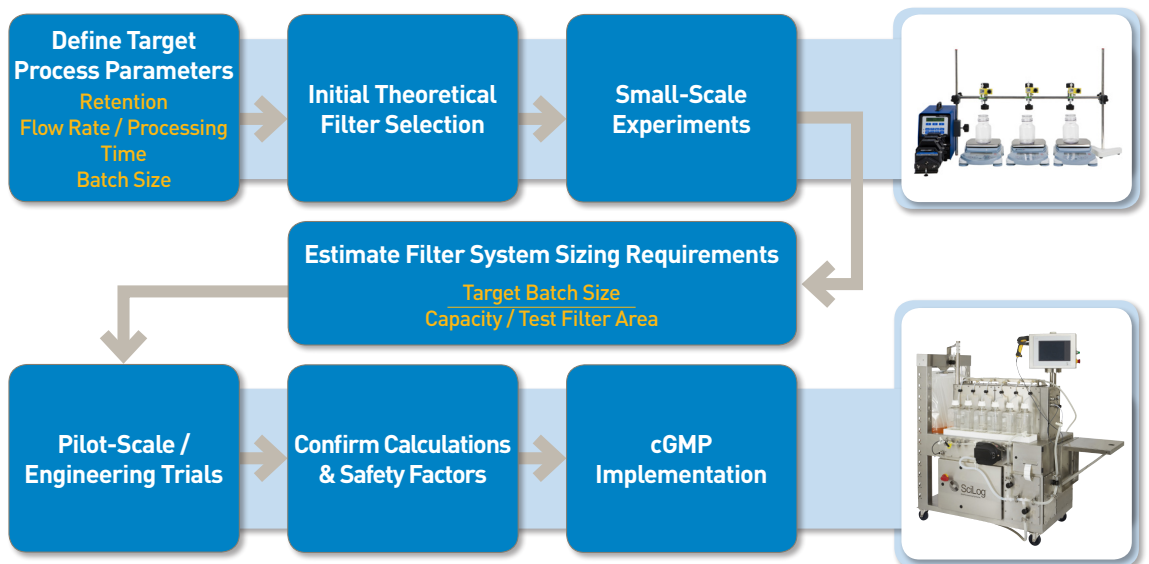 Define Target
Process Parameters
Retention
Flow Rate / Processing
Time
Batch Size
Initial Theoretical
Filter Selection
Small-Scale
Experiments
Estimate Filter System Sizing Requirements
Target Batch Size
Capacity / Test Filter Area
Pilot-Scale /
Engineering Trials
Confirm Calculations
& Safety Factors
cGMP
Implementation
SciLog